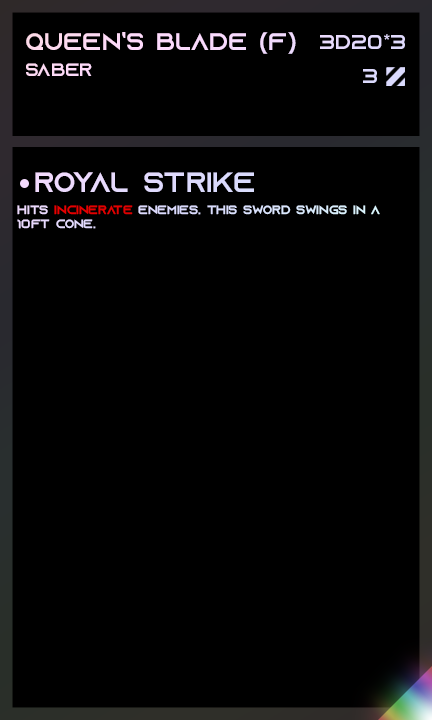 QUEEN'S BLADE (F)
3D20*3
SABER
3
•ROYAL STRIKE
HITS INCINERATE ENEMIES. THIS SWORD SWINGS IN A
10FT CONE.